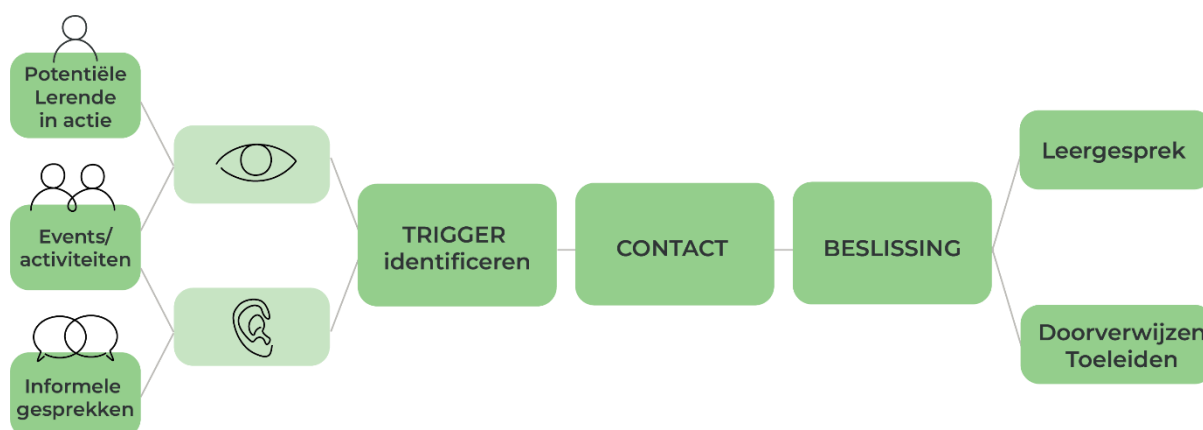 Potentiële
Lerende
in actie
Events/
activiteiten
Informele
gesprekken
TRIGGER
identificeren
CONTACT
BESLISSING
Leergesprek
Doorverwijzen
Toeleiden